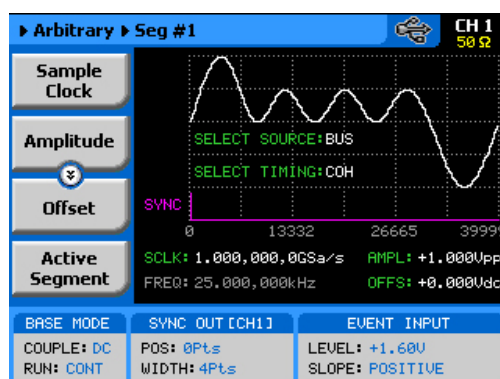 Arbitrary Seg #1 CH 1
50 Ω
Sample
Clock
Amplitude
Offset
Active
Segment
SELECT SOURCE:BUS
SELECT TIMING:COH
SYNC
0 13332 26665 39999
SCLK: 1.000,000,0GSa/s AMPL: +1.000Vpp
FREQ: 25.000,000kHz OFFS: +0.000Vdc
BASE MODE SYNC OUT [CH1] EVENT INPUT
COUPLE: DC POS: 0Pts LEVEL: +1.60V
RUN: CONT WIDTH: 4Pts SLOPE: POSITIVE